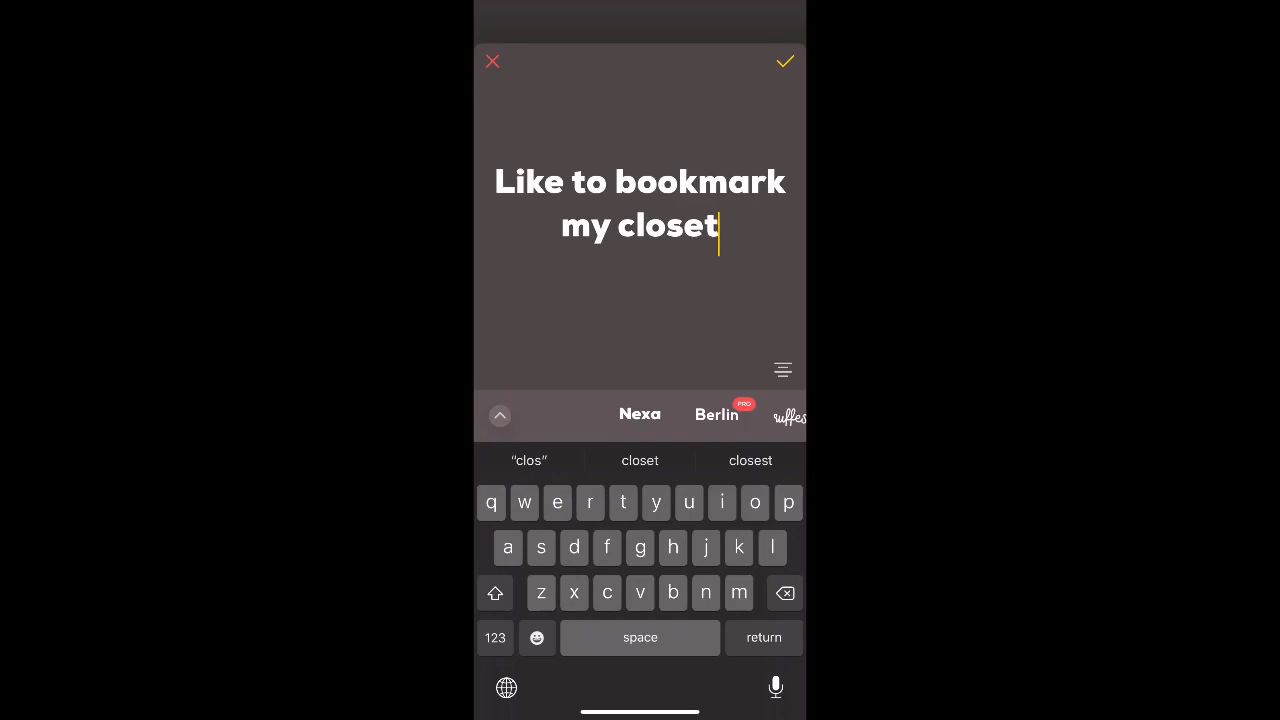 Like to bookmark
my closet
Nexa Berlin PRO
"clos" closet closest
q w e r t y u i o p
a s d f g h j k l
z x c v b n m
123 space return